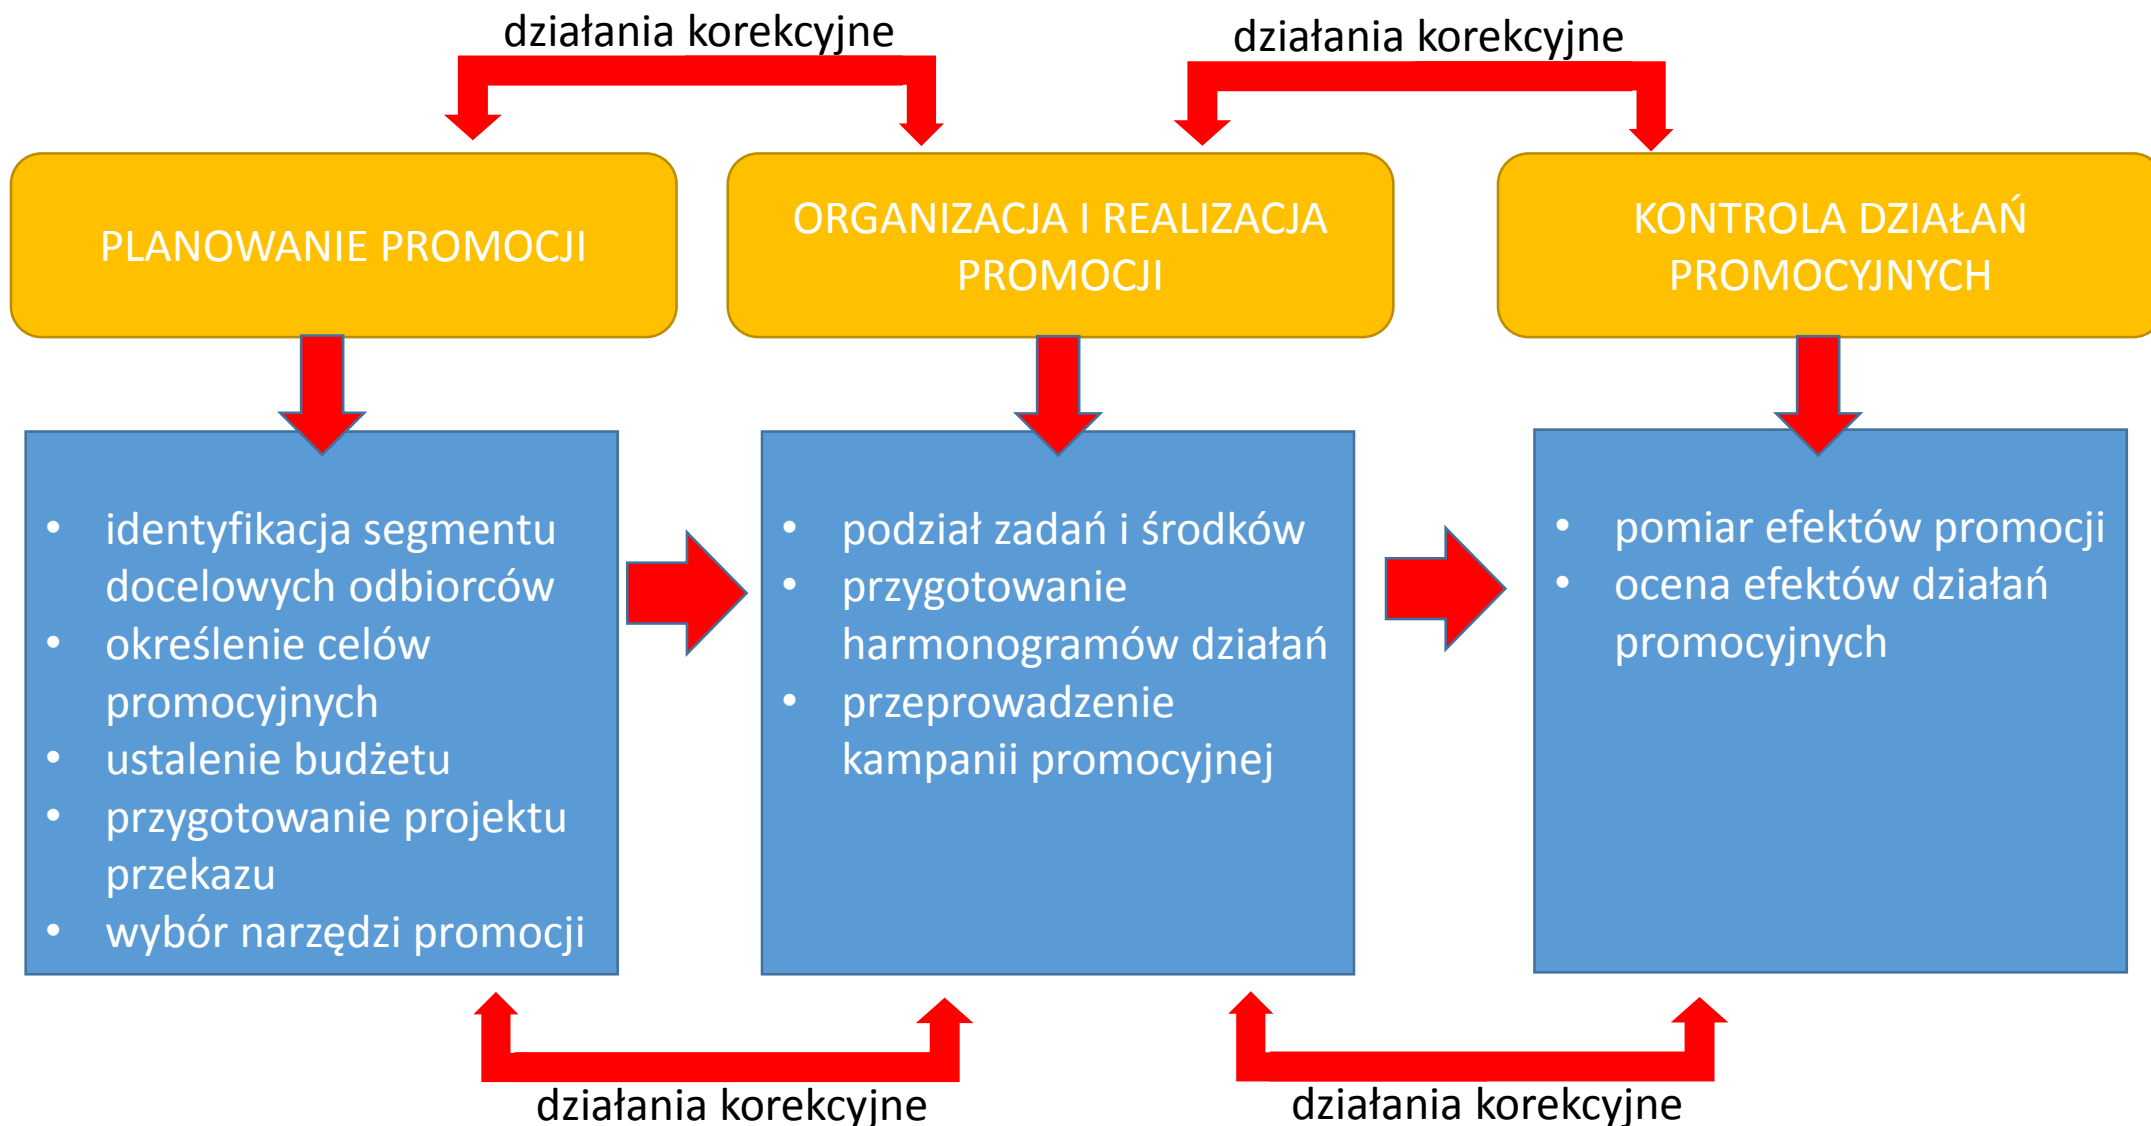 działania korekcyjne
działania korekcyjne
PLANOWANIE PROMOCJI
ORGANIZACJA I REALIZACJA
PROMOCJI
KONTROLA DZIAŁAŃ
PROMOCYJNYCH
• identyfikacja segmentu
docelowych odbiorców
• określenie celów
promocyjnych
• ustalenie budżetu
• przygotowanie projektu
przekazu
• wybór narzędzi promocji
• podział zadań i środków
• przygotowanie
harmonogramów działań
• przeprowadzenie
kampanii promocyjnej
• pomiar efektów promocji
• ocena efektów działań
promocyjnych
działania korekcyjne
działania korekcyjne